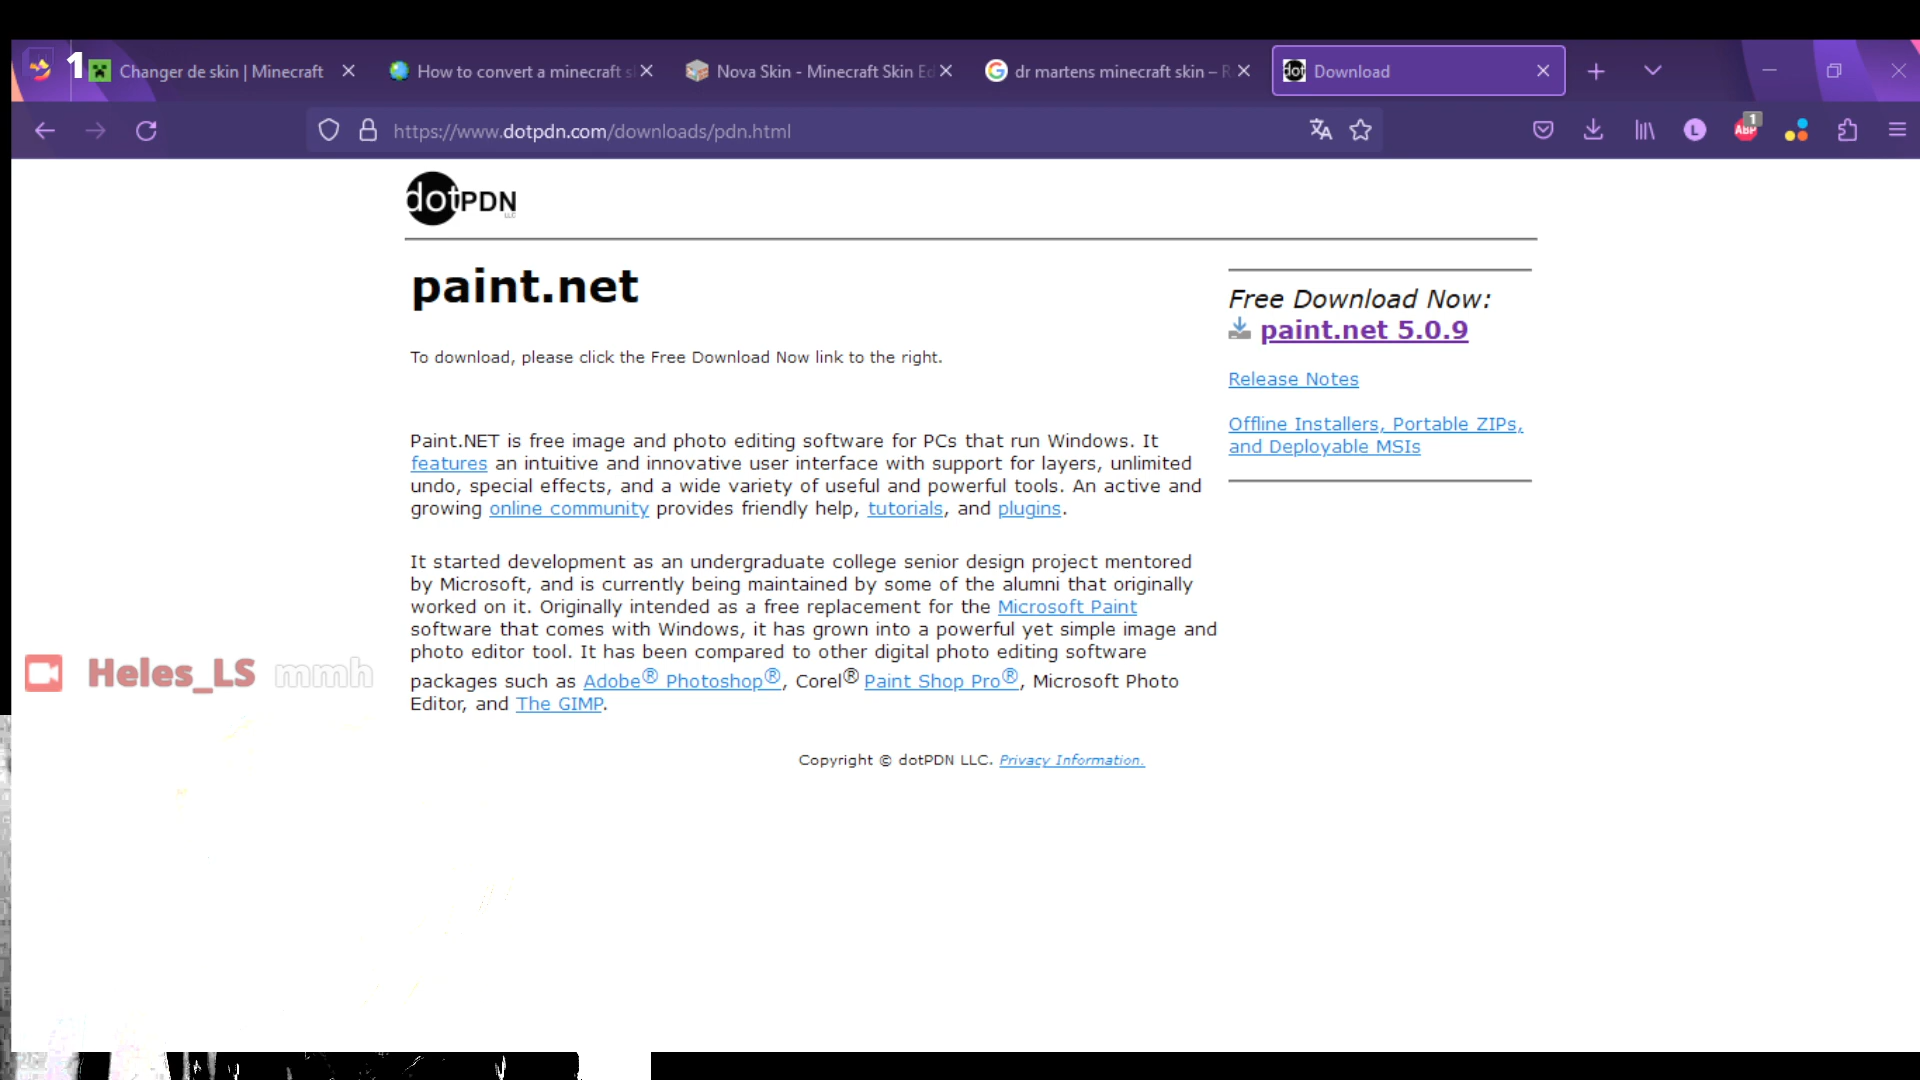 1
Changer de skin | Minecraft
How to convert a minecraft s
Nova Skin - Minecraft Skin Ed
dr martens minecraft skin – R
dot Download
https://www.dotpdn.com/downloads/pdn.html
L
ABP 1
dotPDN LLC
paint.net
To download, please click the Free Download Now link to the right.
Paint.NET is free image and photo editing software for PCs that run Windows. It
features an intuitive and innovative user interface with support for layers, unlimited
undo, special effects, and a wide variety of useful and powerful tools. An active and
growing online community provides friendly help, tutorials, and plugins.
It started development as an undergraduate college senior design project mentored
by Microsoft, and is currently being maintained by some of the alumni that originally
worked on it. Originally intended as a free replacement for the Microsoft Paint
software that comes with Windows, it has grown into a powerful yet simple image and
photo editor tool. It has been compared to other digital photo editing software
packages such as Adobe® Photoshop®, Corel® Paint Shop Pro®, Microsoft Photo
Editor, and The GIMP.
Free Download Now:
paint.net 5.0.9
Release Notes
Offline Installers, Portable ZIPs,
and Deployable MSIs
Heles_LS mmh
Copyright © dotPDN LLC. Privacy Information.